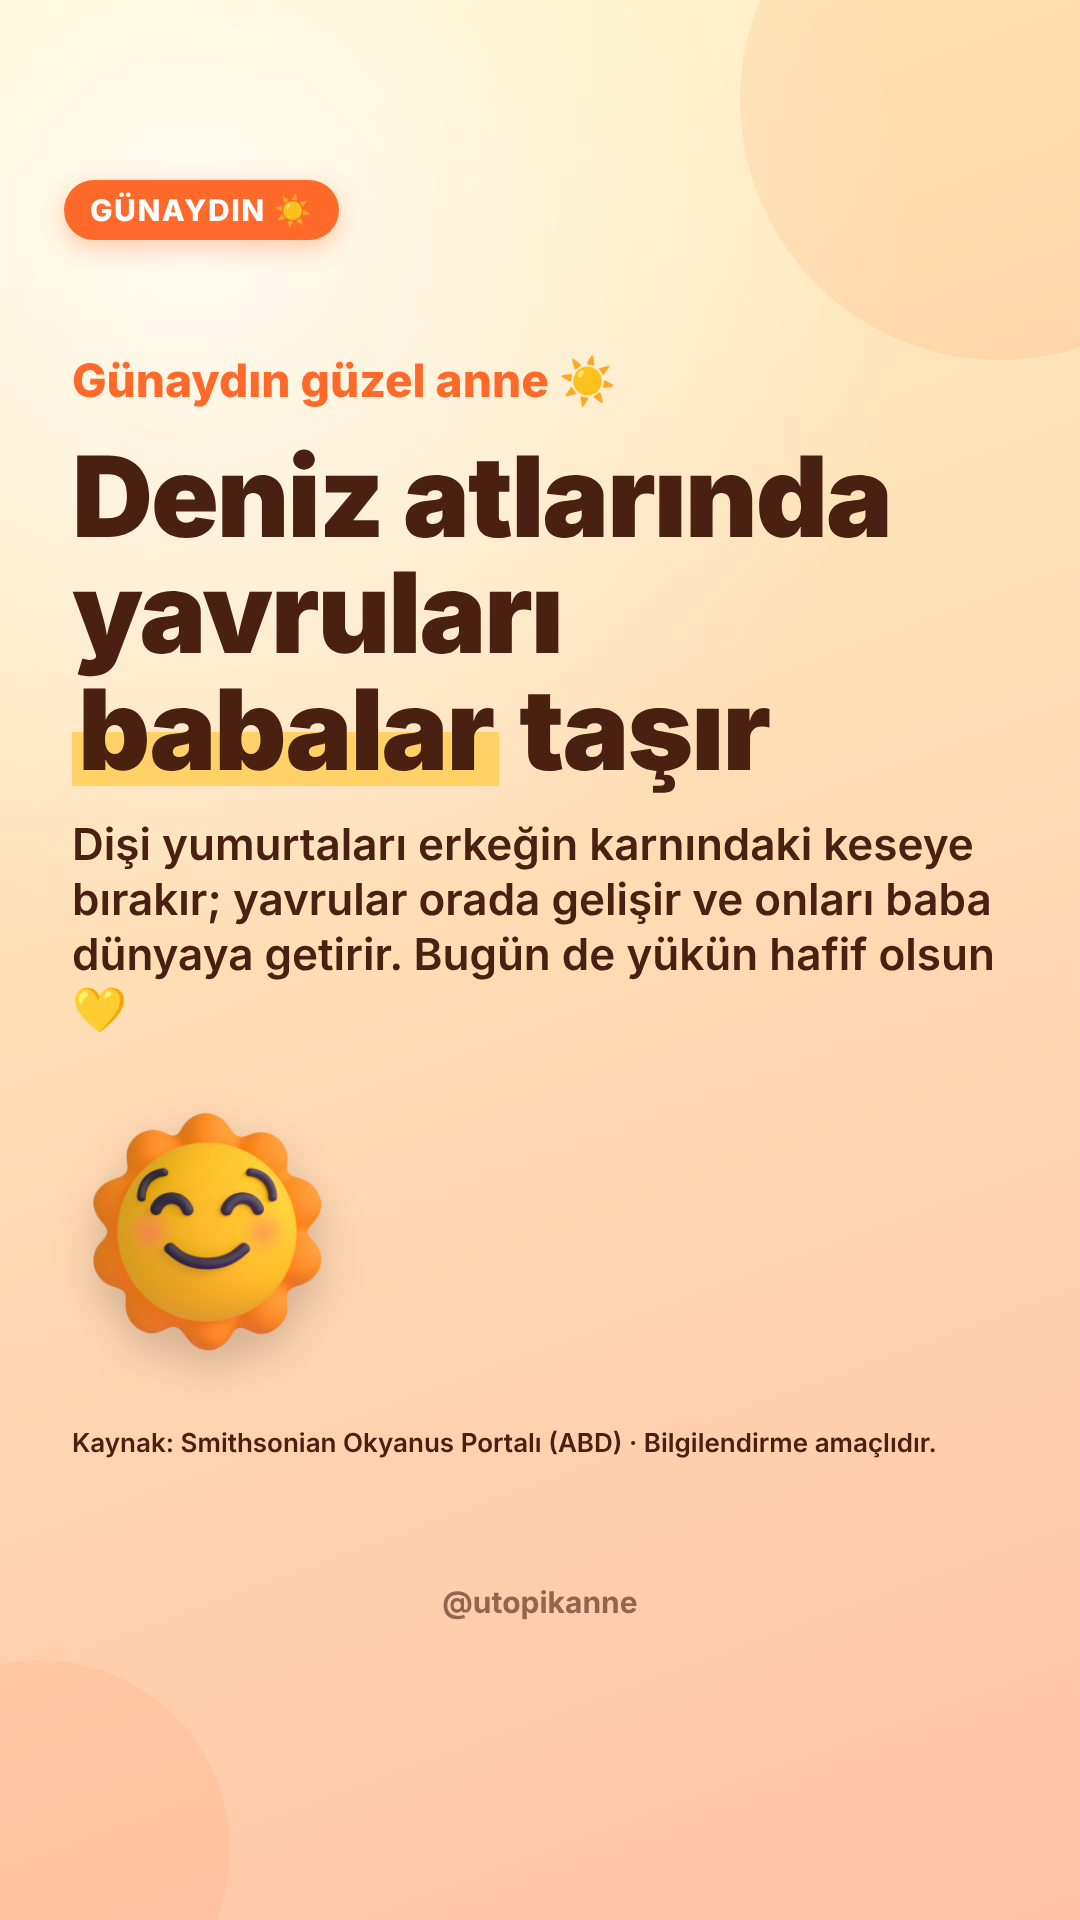 GÜNAYDIN ☀️
Günaydın güzel anne ☀️
Deniz atlarında
yavruları
babalar taşır
Dişi yumurtaları erkeğin karnındaki keseye
bırakır; yavrular orada gelişir ve onları baba
dünyaya getirir. Bugün de yükün hafif olsun
💛
Kaynak: Smithsonian Okyanus Portalı (ABD) · Bilgilendirme amaçlıdır.
@utopikanne